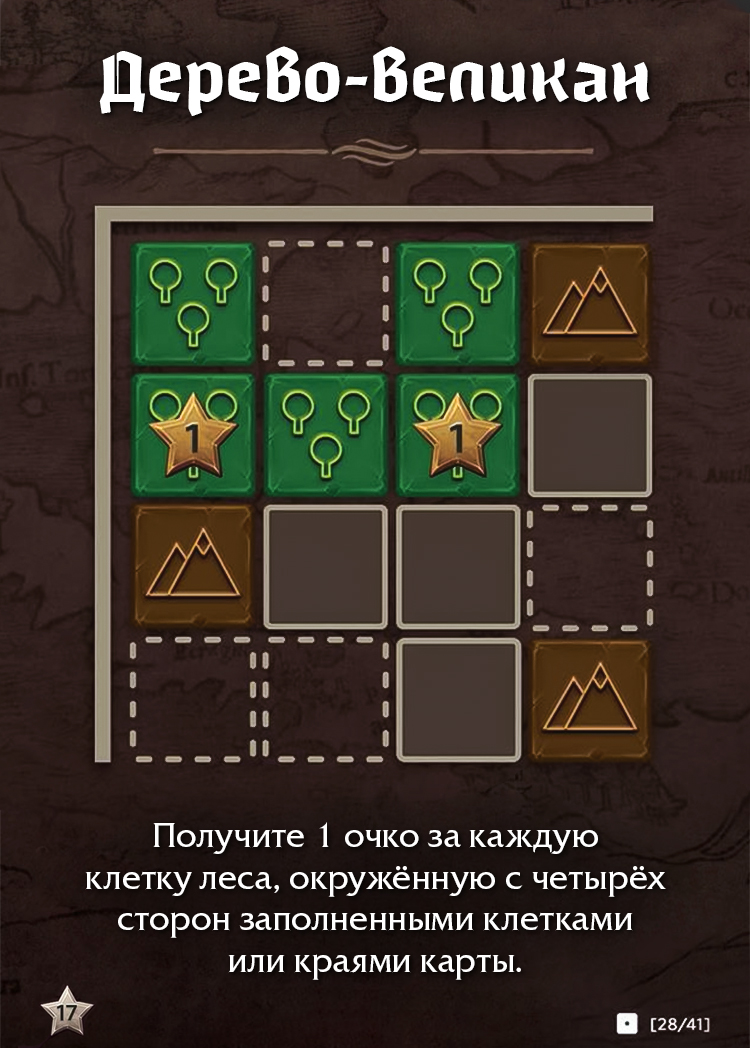 Дерево-великан
1
1
Получите 1 очко за каждую
клетку леса, окружённую с четырёх
сторон заполненными клетками
или краями карты.
17
[28/41]